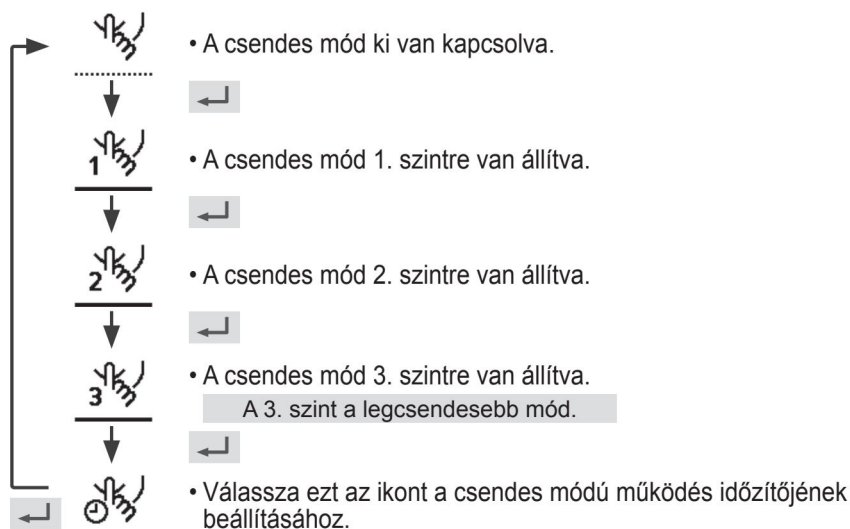 • A csendes mód ki van kapcsolva.
1
• A csendes mód 1. szintre van állítva.
2
• A csendes mód 2. szintre van állítva.
3
• A csendes mód 3. szintre van állítva.
A 3. szint a legcsendesebb mód.
• Válassza ezt az ikont a csendes módú működés időzítőjének
beállításához.